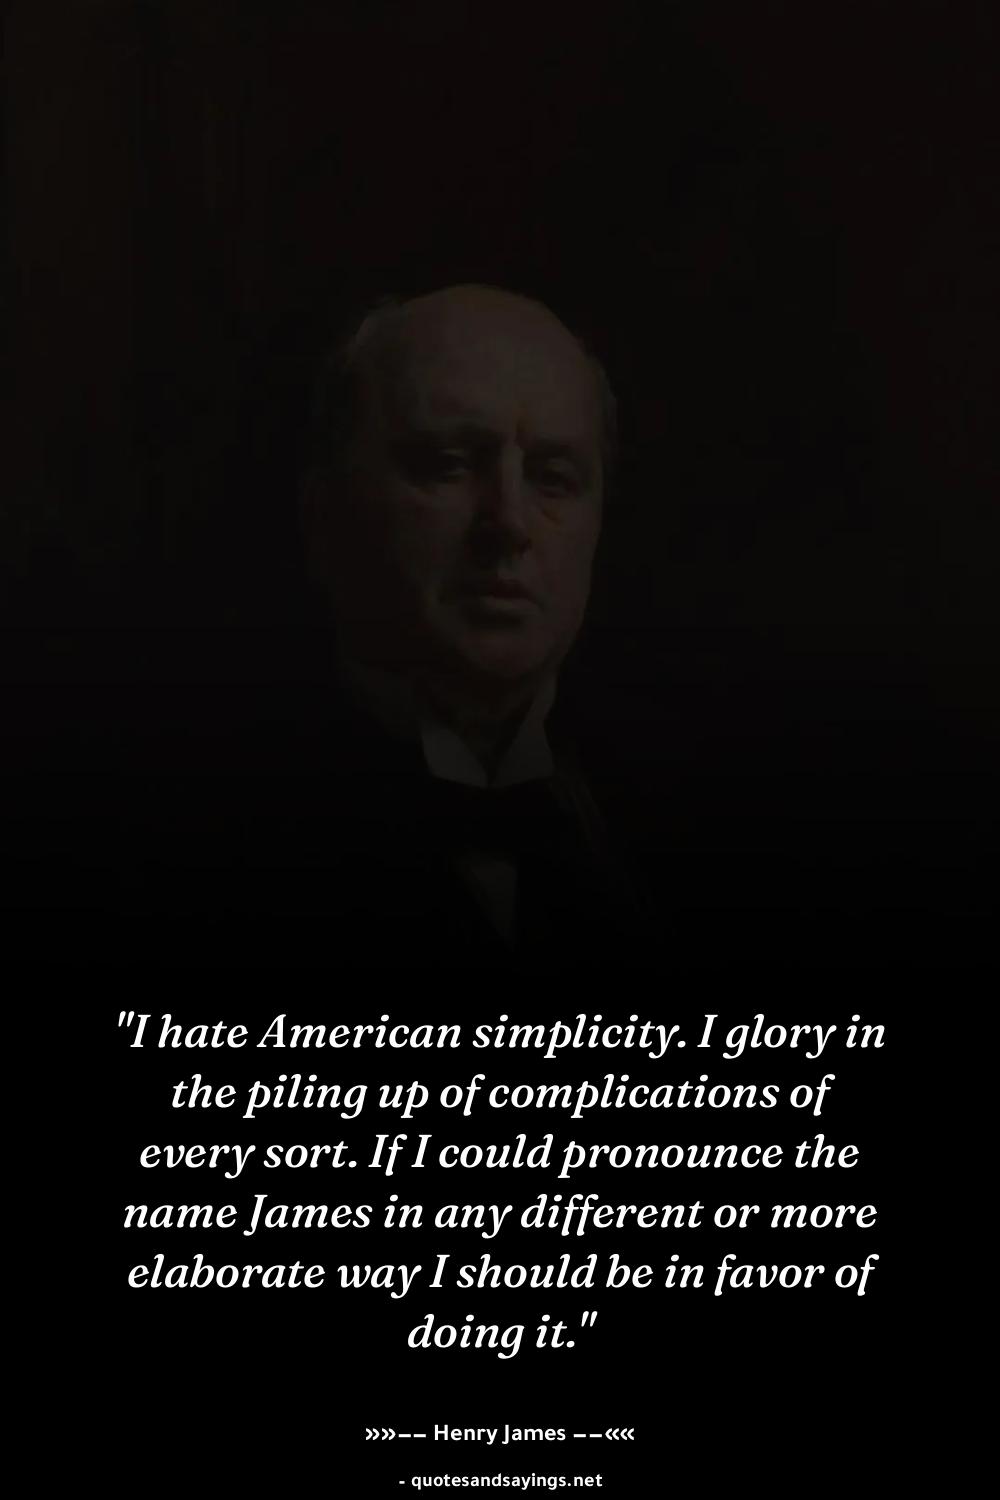 "I hate American simplicity. I glory in
the piling up of complications of
every sort. If I could pronounce the
name James in any different or more
elaborate way I should be in favor of
doing it."
»»−− Henry James −−««
- quotesandsayings.net